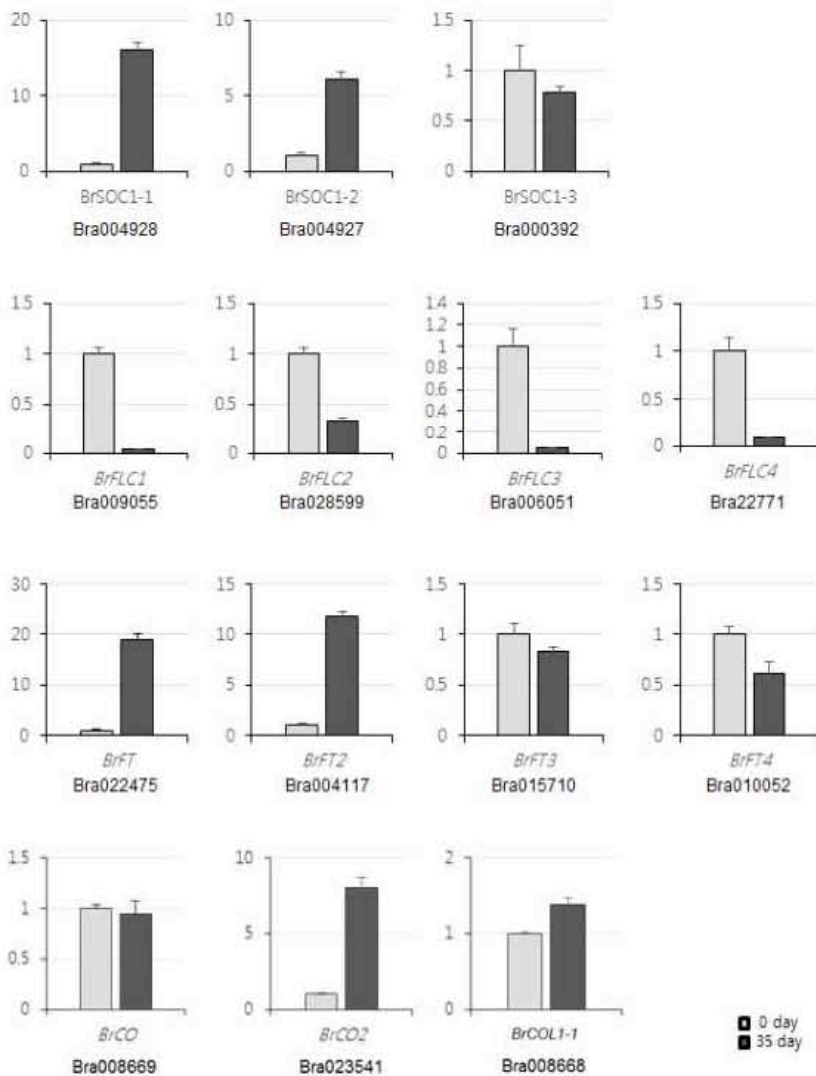 20
10
0
BrSOC1-1
Bra004928
10
5
0
BrSOC1-2
Bra004927
1.5
1
0.5
0
BrSOC1-3
Bra000392
1.5
1
0.5
0
BrFLC1
Bra009055
1.5
1
0.5
0
BrFLC2
Bra028599
1.4
1.2
1
0.8
0.6
0.4
0.2
0
BrFLC3
Bra006051
1.5
1
0.5
0
BrFLC4
Bra22771
30
20
10
0
BrFT
Bra022475
15
10
5
0
BrFT2
Bra004117
1.5
1
0.5
0
BrFT3
Bra015710
1.5
1
0.5
0
BrFT4
Bra010052
1.5
1
0.5
0
BrCO
Bra008669
10
5
0
BrCO2
Bra023541
2
1
0
BrCOL1-1
Bra008668
0 day
35 day